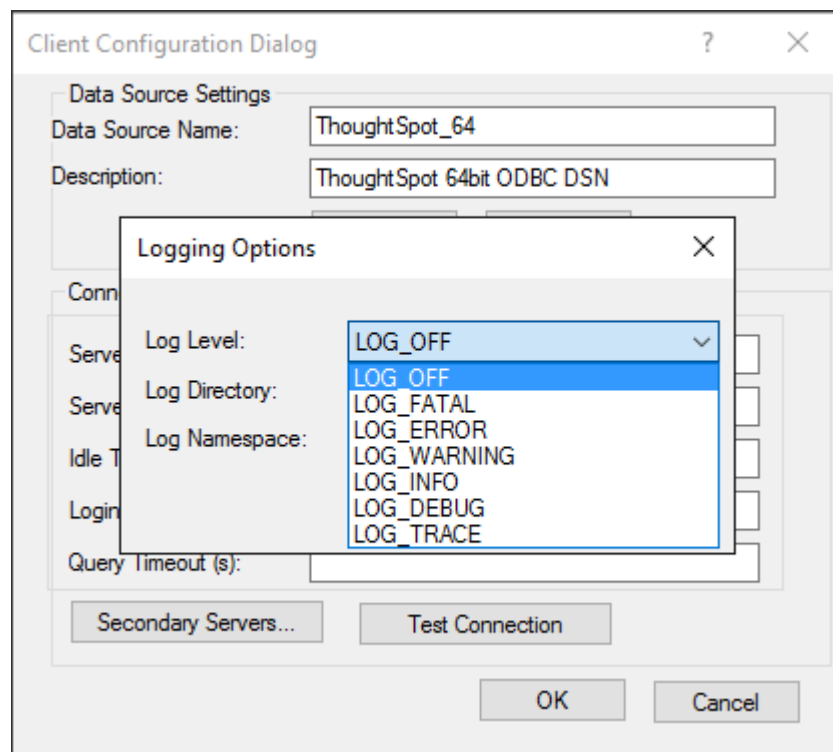 Client Configuration Dialog
Data Source Settings
Data Source Name: ThoughtSpot_64
Description: ThoughtSpot 64bit ODBC DSN
Logging Options
Log Level: LOG_OFF
LOG_OFF
LOG_FATAL
Log Directory:
LOG_ERROR
Log Namespace:
LOG_WARNING
LOG_INFO
Idle T
LOG_DEBUG
Login
LOG_TRACE
Query Timeout (s):
Secondary Servers... Test Connection
OK Cancel